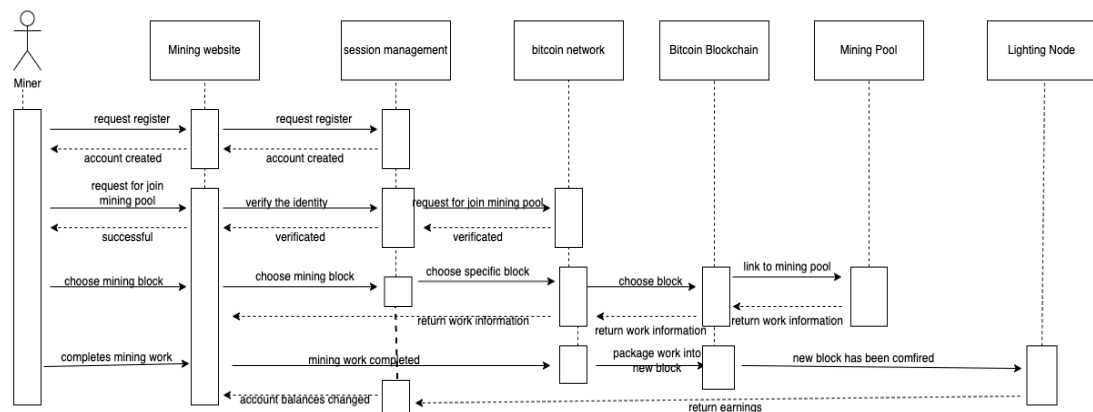 Miner
Mining website
session management
bitcoin network
Bitcoin Blockchain
Mining Pool
Lighting Node
request register
request register
account created
account created
request for join
mining pool
verify the identity
request for join mining pool
successful
verificated
verificated
choose mining block
choose mining block
choose specific block
choose block
link to mining pool
return work information
return work information
return work information
completes mining work
mining work completed
package work into
new block
new block has been comfired
account balances changed
return earnings